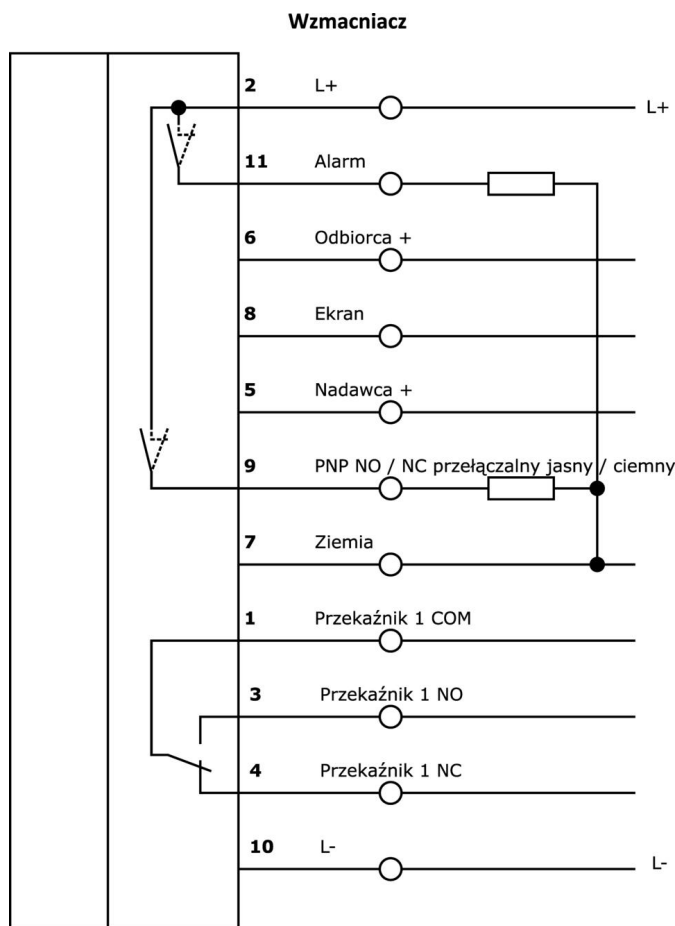 Wzmacniacz
2 L+
L+
11 Alarm
6 Odbiorca +
8 Ekran
5 Nadawca +
9 PNP NO / NC przełączalny jasny / ciemny
7 Ziemia
1 Przekaźnik 1 COM
3 Przekaźnik 1 NO
4 Przekaźnik 1 NC
10 L-
L-